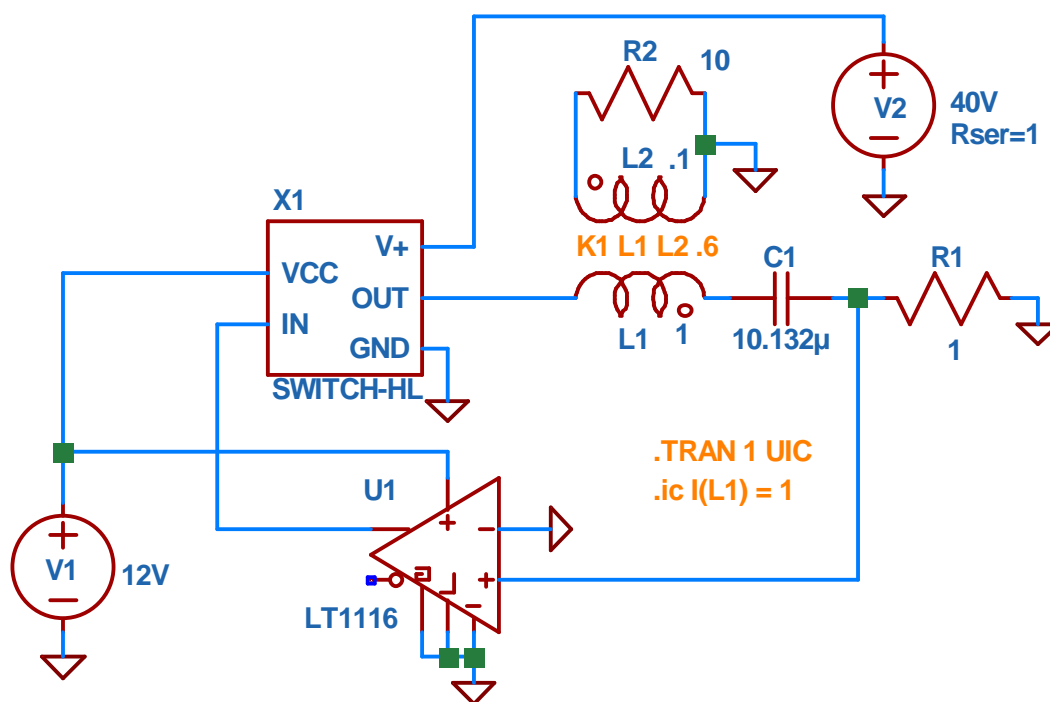 R2
10
V2
40V
Rser=1
L2
.1
X1
V+
VCC
K1 L1 L2 .6
C1
R1
OUT
IN
L1
1
10.132µ
1
GND
SWITCH-HL
.TRAN 1 UIC
.ic I(L1) = 1
U1
V1
12V
G
L
LT1116